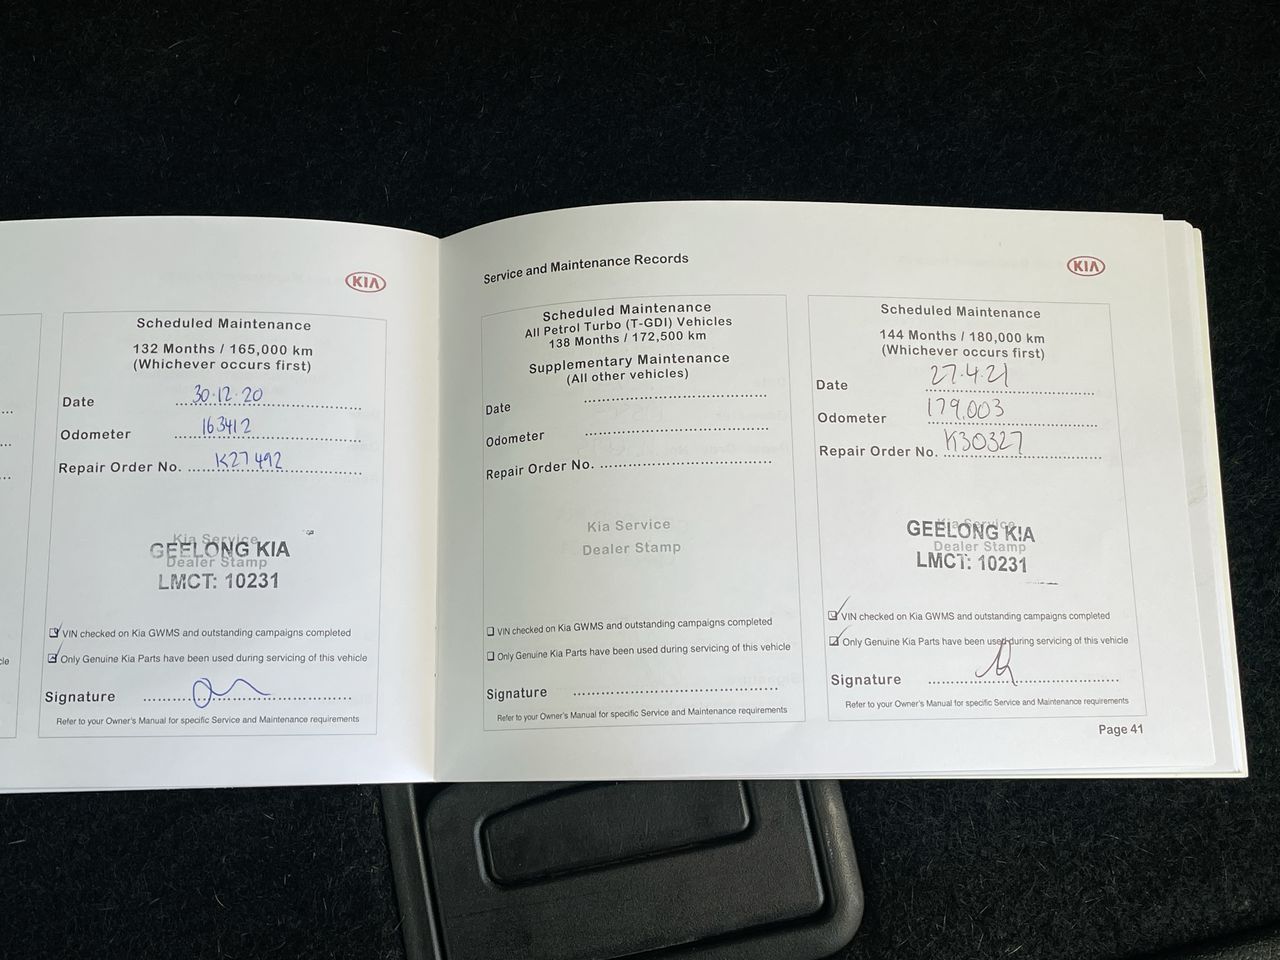 KIA
Scheduled Maintenance
132 Months / 165,000 km
(Whichever occurs first)
Date 30.12.20
Odometer 163412
Repair Order No. K27492
Kia Service
Dealer Stamp
GEELONG KIA
LMCT: 10231
VIN checked on Kia GWMS and outstanding campaigns completed
Only Genuine Kia Parts have been used during servicing of this vehicle
Signature
Refer to your Owner's Manual for specific Service and Maintenance requirements
Service and Maintenance Records
KIA
Scheduled Maintenance
All Petrol Turbo (T-GDI) Vehicles
138 Months / 172,500 km
Supplementary Maintenance
(All other vehicles)
Date
Odometer
Repair Order No.
Kia Service
Dealer Stamp
VIN checked on Kia GWMS and outstanding campaigns completed
Only Genuine Kia Parts have been used during servicing of this vehicle
Signature
Refer to your Owner's Manual for specific Service and Maintenance requirements
Scheduled Maintenance
144 Months / 180,000 km
(Whichever occurs first)
Date 27.4.21
Odometer 179,003
Repair Order No. K30327
Kia Service
Dealer Stamp
GEELONG KIA
LMCT: 10231
VIN checked on Kia GWMS and outstanding campaigns completed
Only Genuine Kia Parts have been used during servicing of this vehicle
Signature
Refer to your Owner's Manual for specific Service and Maintenance requirements
Page 41